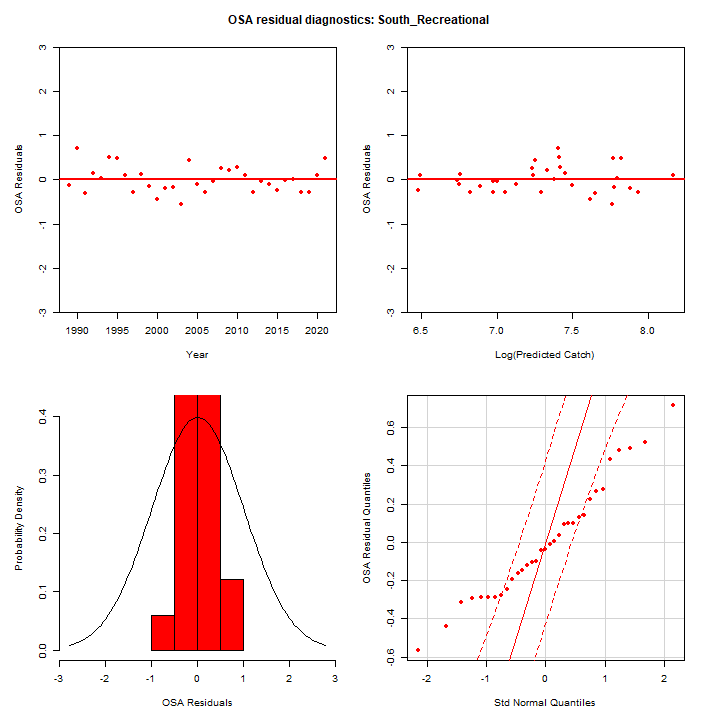 OSA residual diagnostics: South_Recreational
OSA Residuals
3
2
1
0
-1
-2
-3
1990 1995 2000 2005 2010 2015 2020
Year
OSA Residuals
3
2
1
0
-1
-2
-3
6.5 7.0 7.5 8.0
Log(Predicted Catch)
Probability Density
0.4
0.3
0.2
0.1
0.0
-3 -2 -1 0 1 2 3
OSA Residuals
OSA Residual Quantiles
0.6
0.4
0.2
0.0
-0.2
-0.4
-0.6
-2 -1 0 1 2
Std Normal Quantiles